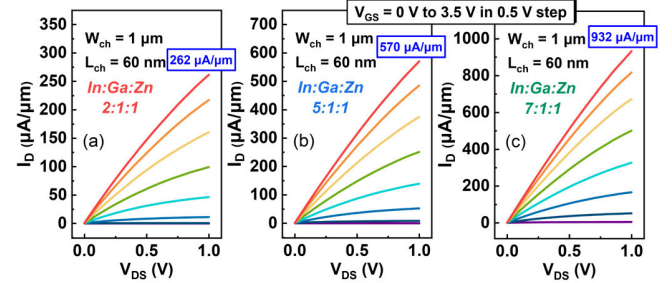 V_GS = 0 V to 3.5 V in 0.5 V step
350
300
250
200
150
100
50
0
I_D (µA/µm)
W_ch = 1 µm
262 µA/µm
L_ch = 60 nm
In:Ga:Zn
2:1:1
(a)
0.0 0.5 1.0
V_DS (V)
700
600
500
400
300
200
100
0
I_D (µA/µm)
W_ch = 1 µm
570 µA/µm
L_ch = 60 nm
In:Ga:Zn
5:1:1
(b)
0.0 0.5 1.0
V_DS (V)
1000
800
600
400
200
0
I_D (µA/µm)
W_ch = 1 µm
932 µA/µm
L_ch = 60 nm
In:Ga:Zn
7:1:1
(c)
0.0 0.5 1.0
V_DS (V)